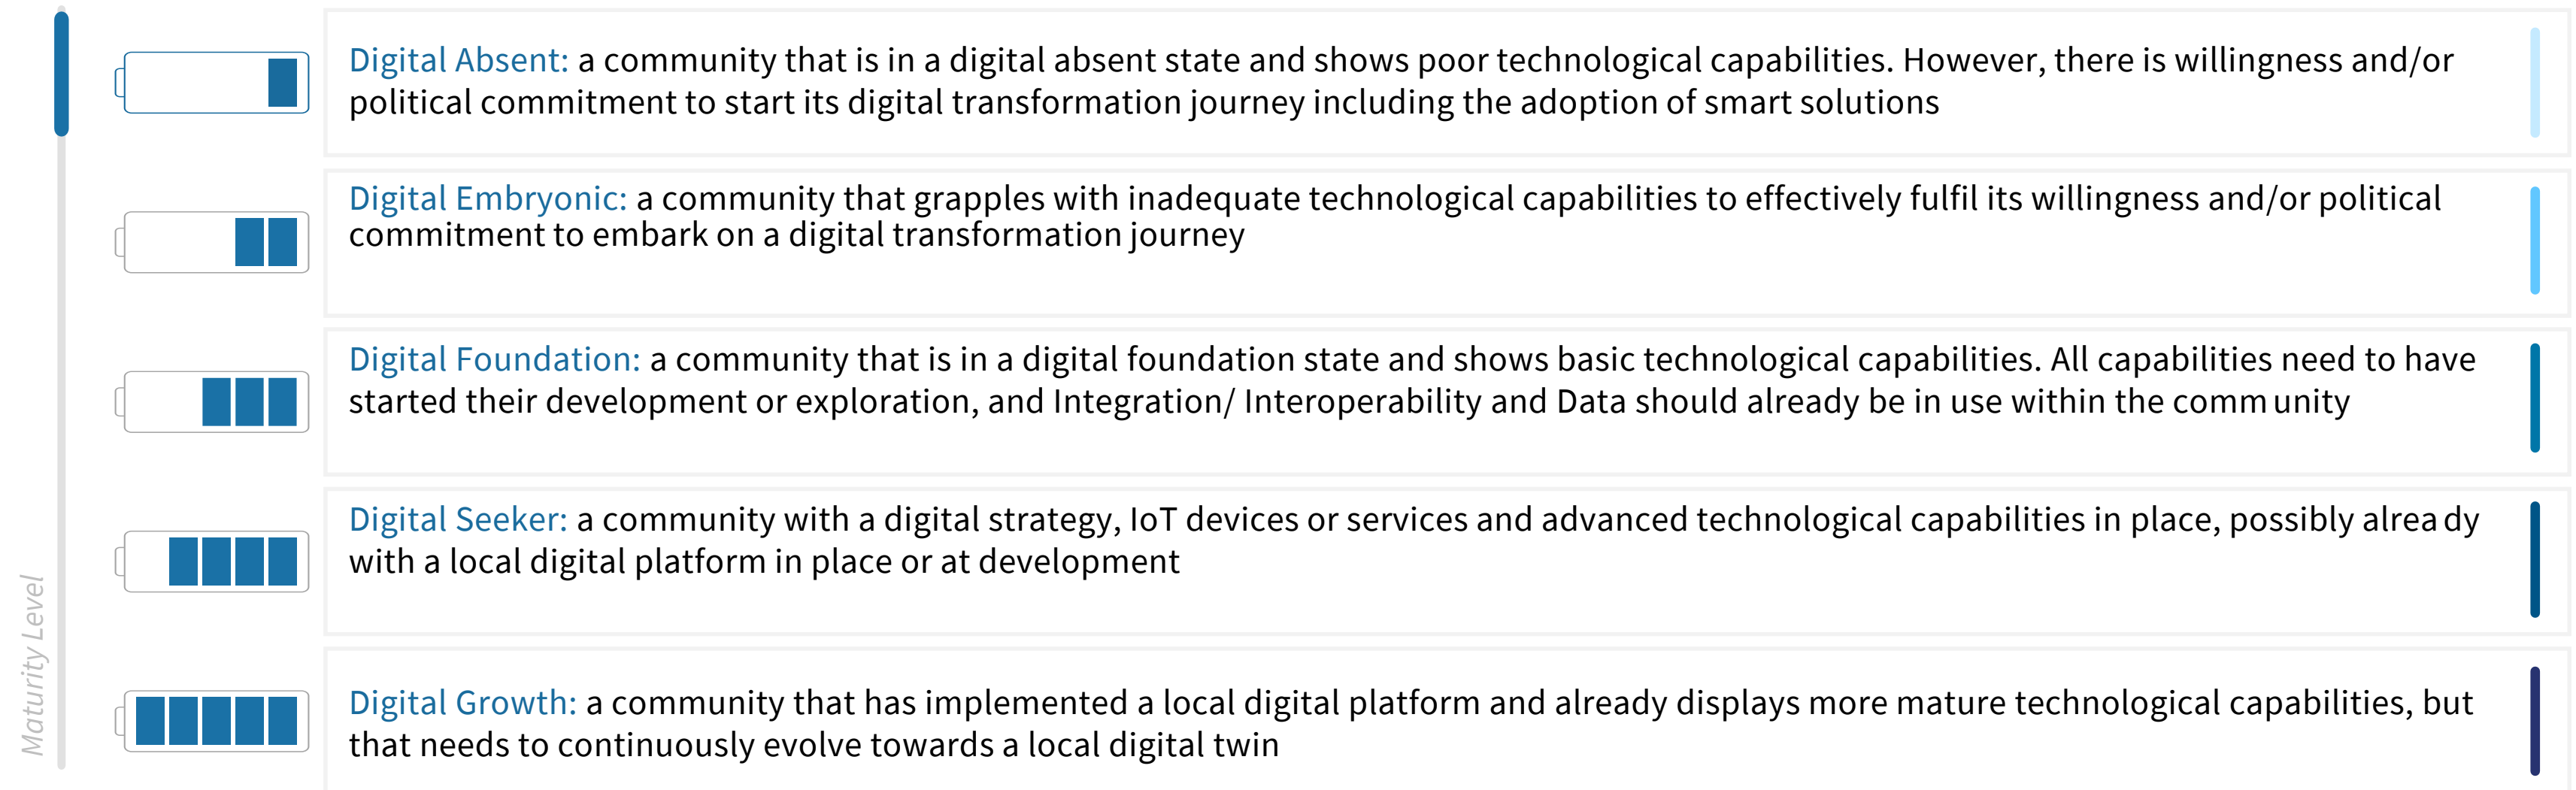 Digital Absent: a community that is in a digital absent state and shows poor technological capabilities. However, there is willingness and/or
political commitment to start its digital transformation journey including the adoption of smart solutions
Digital Embryonic: a community that grapples with inadequate technological capabilities to effectively fulfil its willingness and/or political
commitment to embark on a digital transformation journey
Digital Foundation: a community that is in a digital foundation state and shows basic technological capabilities. All capabilities need to have
started their development or exploration, and Integration/ Interoperability and Data should already be in use within the community
Digital Seeker: a community with a digital strategy, IoT devices or services and advanced technological capabilities in place, possibly already
with a local digital platform in place or at development
Digital Growth: a community that has implemented a local digital platform and already displays more mature technological capabilities, but
that needs to continuously evolve towards a local digital twin
Maturity Level